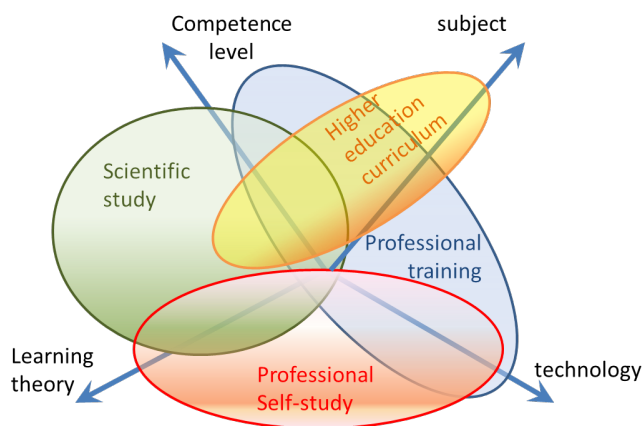 Competence
level
subject
Higher
education
curriculum
Scientific
study
Professional
training
Learning
theory
technology
Professional
Self-study